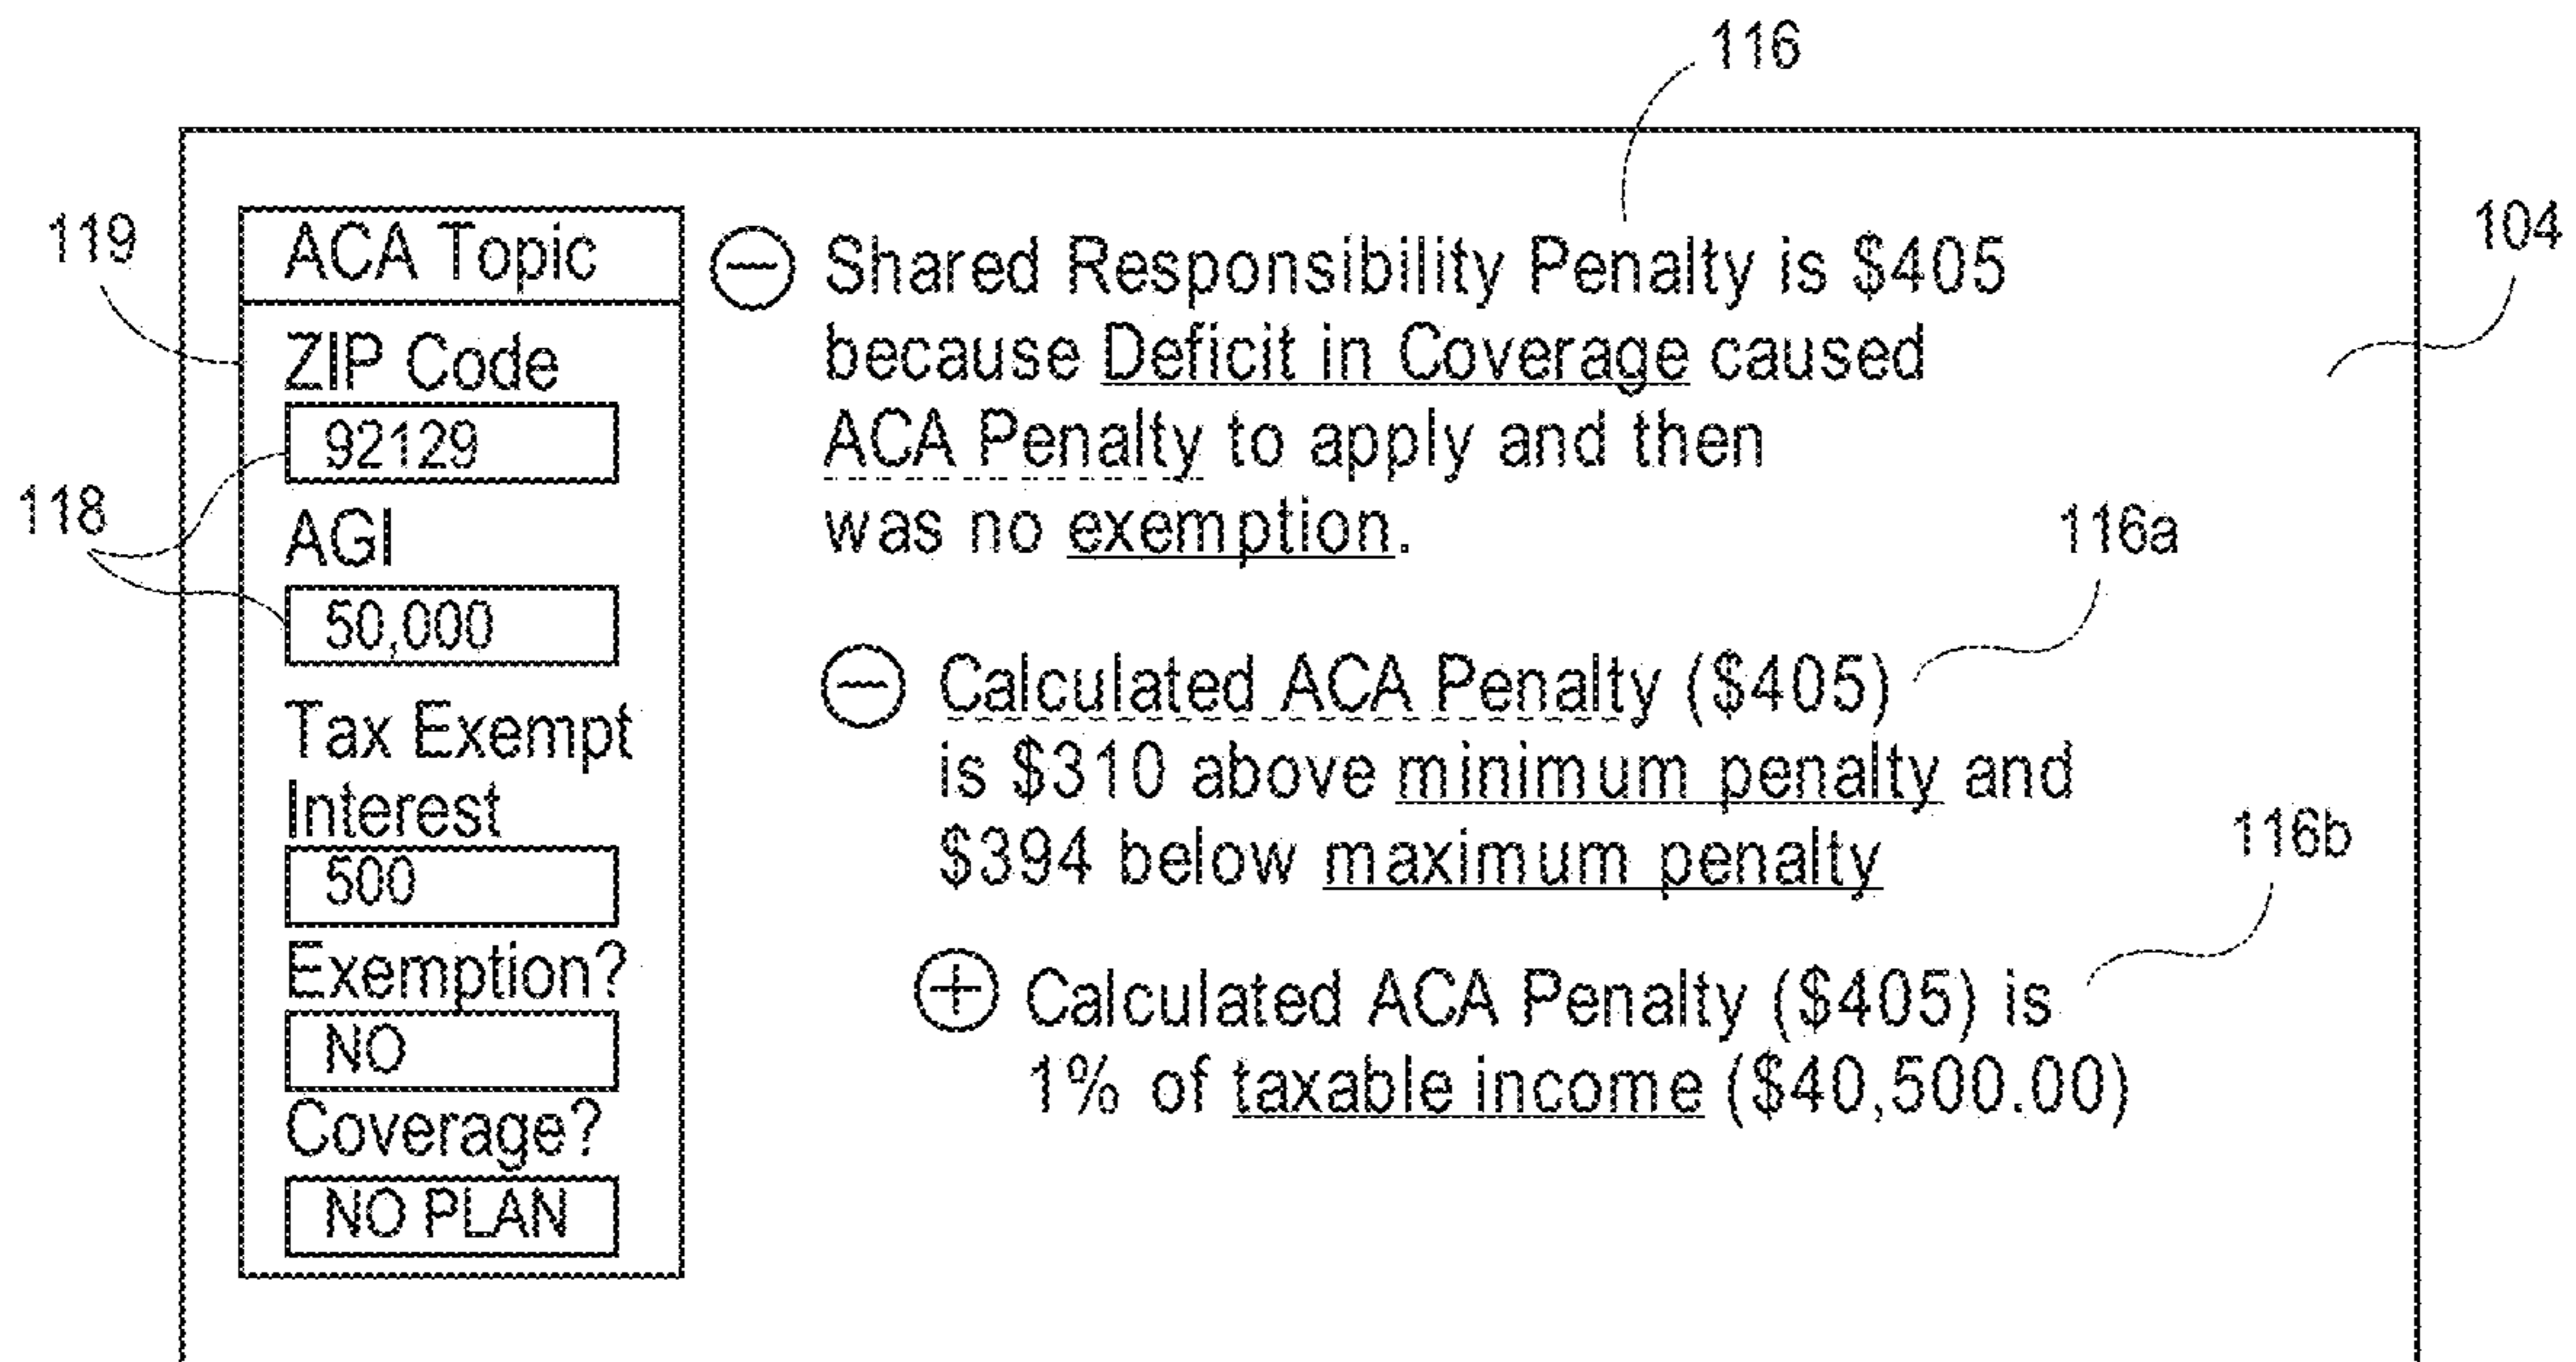 116
104
119
118
ACA Topic
ZIP Code
92129
AGI
50,000
Tax Exempt
Interest
500
Exemption?
NO
Coverage?
NO PLAN
Shared Responsibility Penalty is $405
because Deficit in Coverage caused
ACA Penalty to apply and then
was no exemption.
116a
Calculated ACA Penalty ($405)
is $310 above minimum penalty and
$394 below maximum penalty
116b
Calculated ACA Penalty ($405) is
1% of taxable income ($40,500.00)